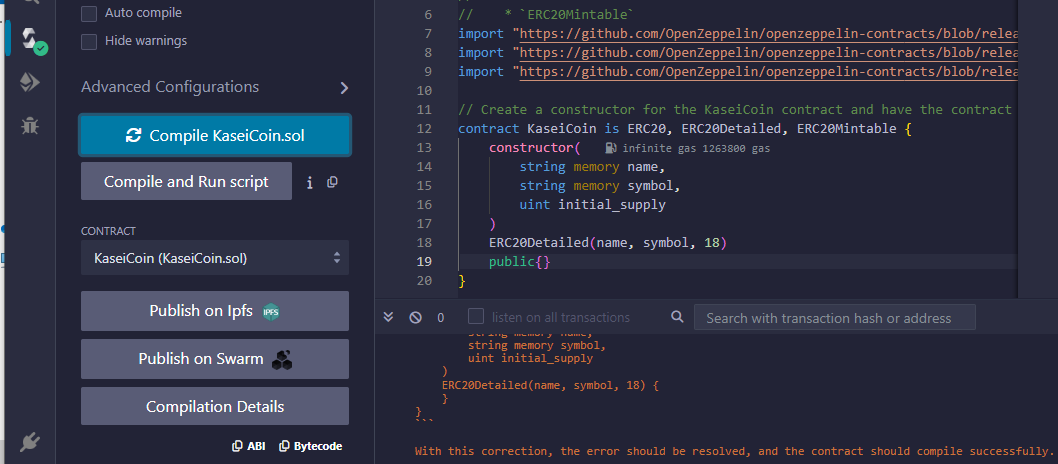 Auto compile
Hide warnings
Advanced Configurations
Compile KaseiCoin.sol
Compile and Run script
i
CONTRACT
KaseiCoin (KaseiCoin.sol)
Publish on Ipfs
IPFS
Publish on Swarm
Compilation Details
ABI
Bytecode
6 // * `ERC20Mintable`
7 import "https://github.com/OpenZeppelin/openzeppelin-contracts/blob/relea
8 import "https://github.com/OpenZeppelin/openzeppelin-contracts/blob/relea
9 import "https://github.com/OpenZeppelin/openzeppelin-contracts/blob/relea
10
11 // Create a constructor for the KaseiCoin contract and have the contract
12 contract KaseiCoin is ERC20, ERC20Detailed, ERC20Mintable {
13 constructor( infinite gas 1263800 gas
14 string memory name,
15 string memory symbol,
16 uint initial_supply
17 )
18 ERC20Detailed(name, symbol, 18)
19 public{}
20 }
0
listen on all transactions
Search with transaction hash or address
string memory name,
string memory symbol,
uint initial_supply
)
ERC20Detailed(name, symbol, 18) {
}
}
```
With this correction, the error should be resolved, and the contract should compile successfully.